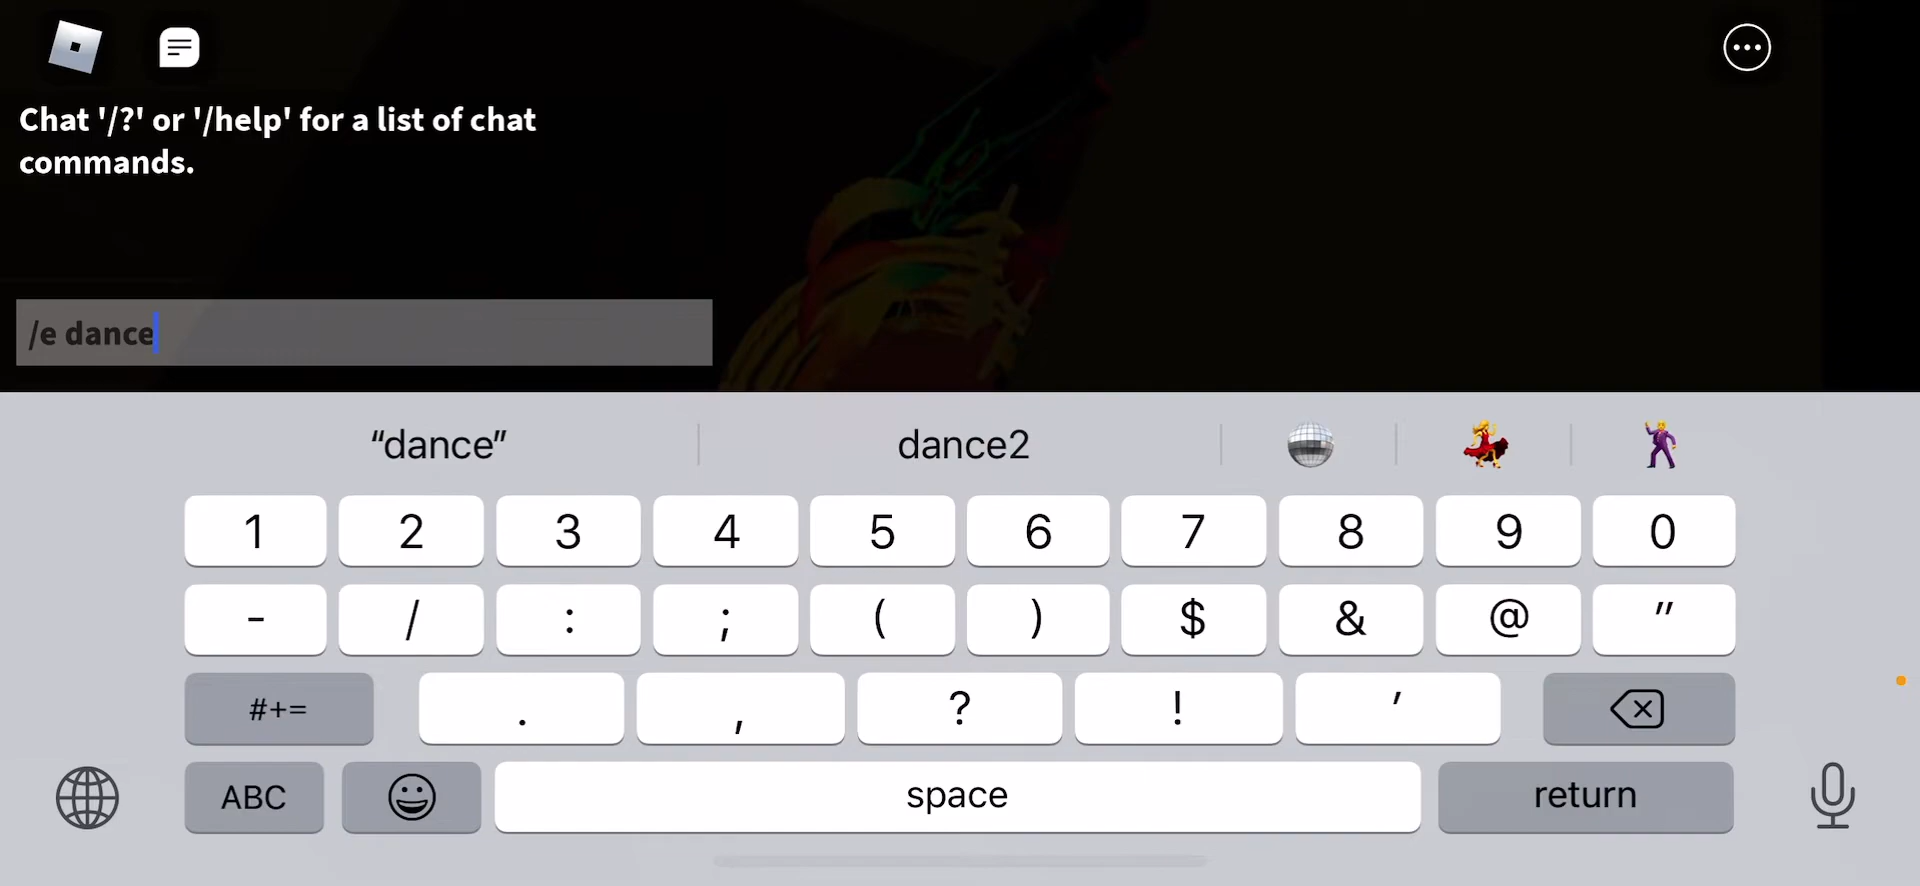 Chat '/?' or '/help' for a list of chat
commands.
/e dance
“dance” dance2
1 2 3 4 5 6 7 8 9 0
- / : ; ( ) $ & @ "
#+= . , ? ! '
ABC space return